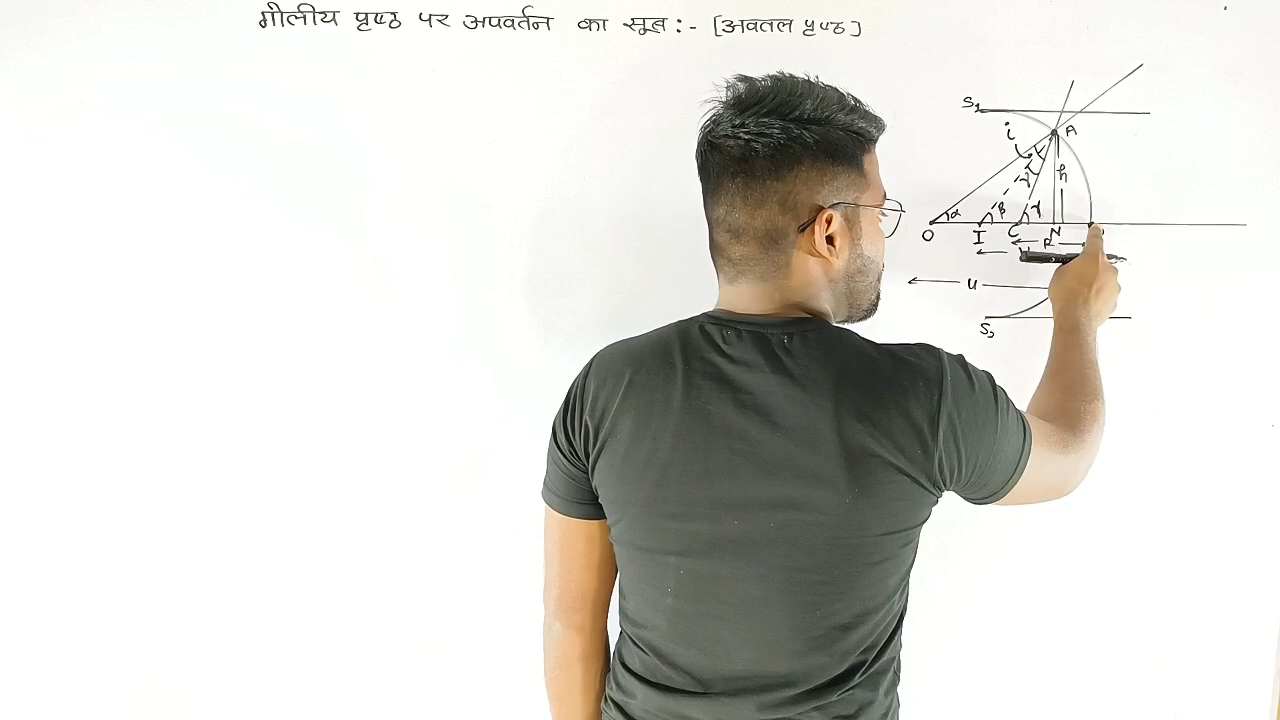 गोलीय पृष्ठ पर अपवर्तन का सूत्र :- [अवतल पृष्ठ]
S₁
A
i
r
h
α
β
γ
O
I
C
N
R
u
S₂